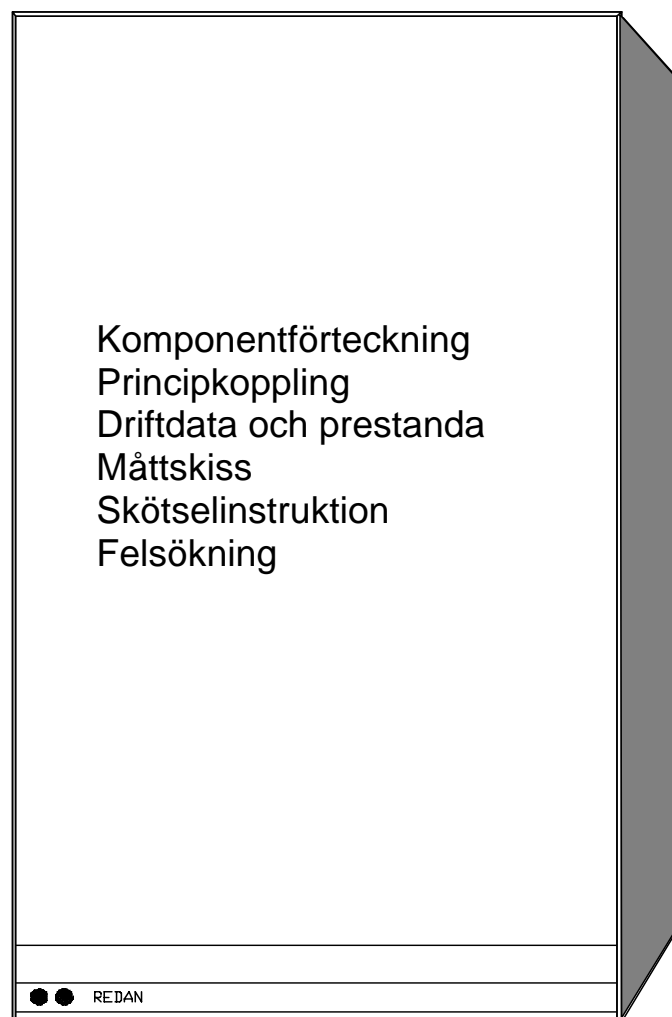 Komponentförteckning
Principkoppling
Driftdata och prestanda
Måttskiss
Skötselinstruktion
Felsökning
REDAN